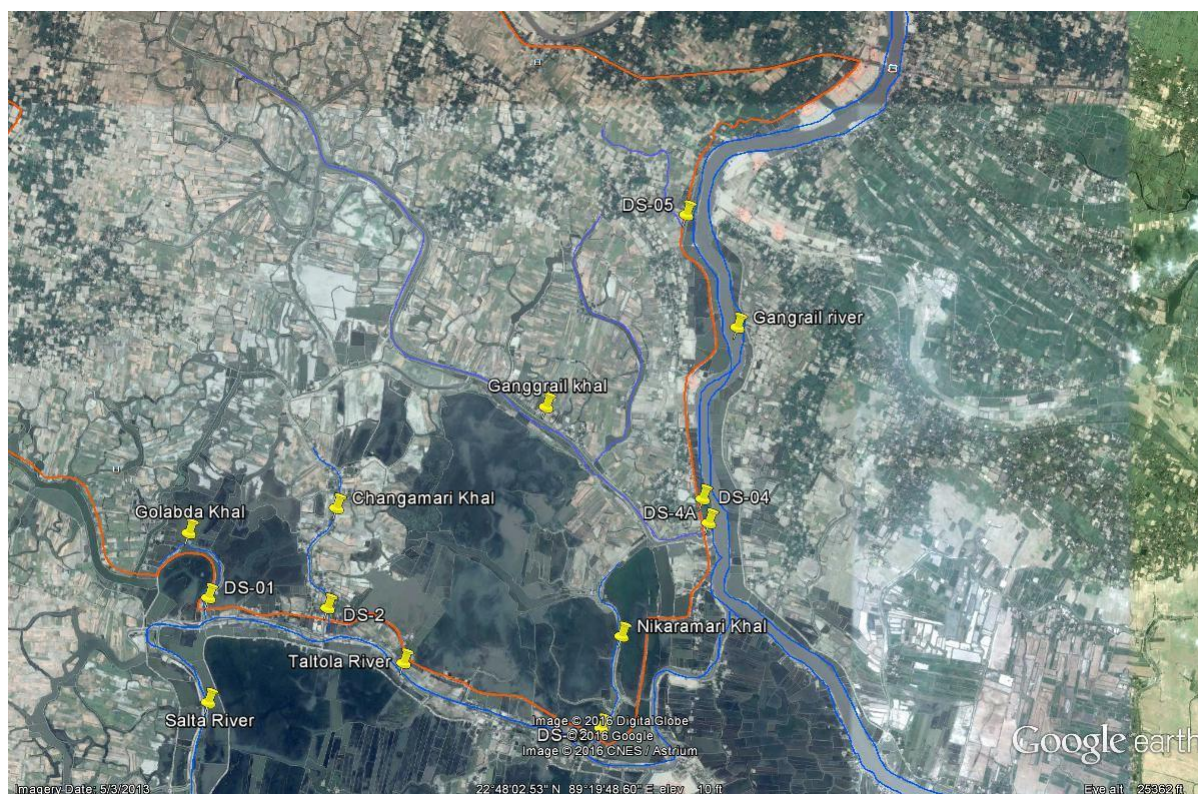 DS-05
Gangrail river
Ganggrail khal
Changamari Khal
DS-04
DS-4A
Golabda Khal
DS-01
DS-2
Nikaramari Khal
Taltola River
Salta River
Image © 2016 DigitalGlobe
© 2016 Google
Image © 2016 CNES / Astrium
Google earth
Imagery Date: 5/3/2013
22°48'02.53" N 89°19'48.60" E elev 10 ft
Eye alt 25362 ft